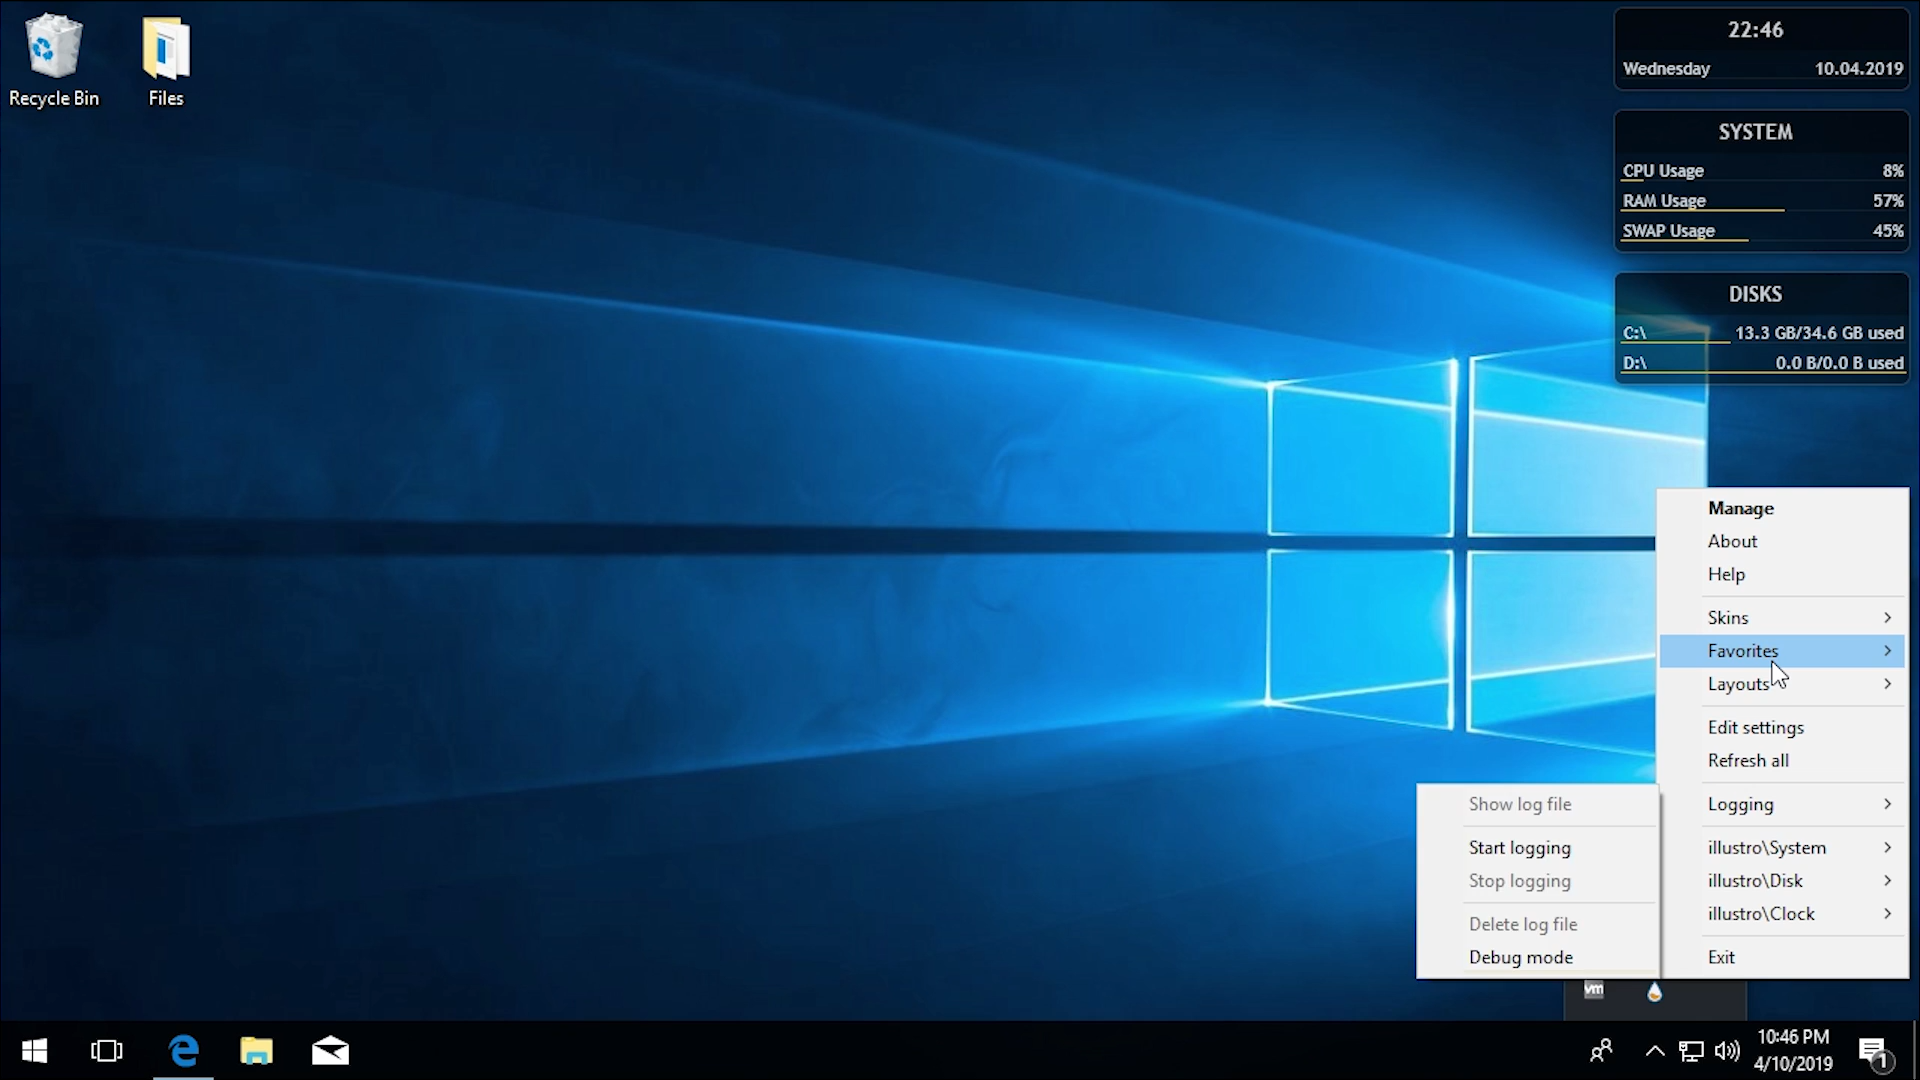 Recycle Bin
Files
22:46
Wednesday 10.04.2019
SYSTEM
CPU Usage 8%
RAM Usage 57%
SWAP Usage 45%
DISKS
C:\ 13.3 GB/34.6 GB used
D:\ 0.0 B/0.0 B used
Manage
About
Help
Skins
Favorites
Layouts
Edit settings
Refresh all
Logging
illustro\System
illustro\Disk
illustro\Clock
Exit
Show log file
Start logging
Stop logging
Delete log file
Debug mode
vm
10:46 PM
4/10/2019
1